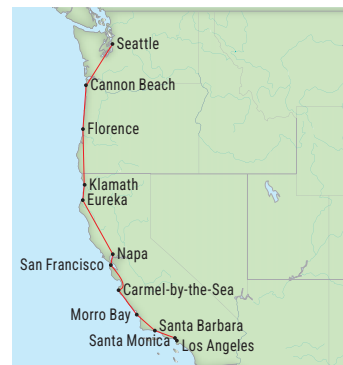 Seattle
Cannon Beach
Florence
Klamath
Eureka
Napa
San Francisco
Carmel-by-the-Sea
Morro Bay
Santa Barbara
Santa Monica
Los Angeles